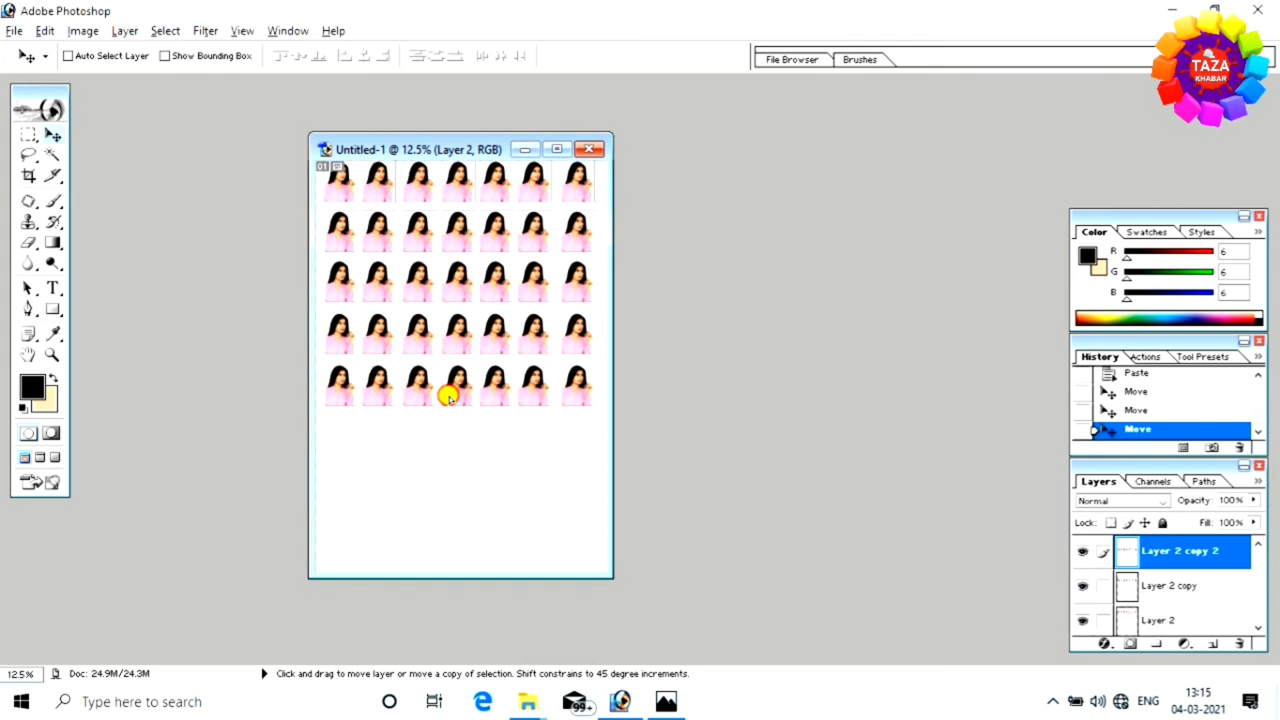 Adobe Photoshop
File Edit Image Layer Select Filter View Window Help
Auto Select Layer Show Bounding Box
File Browser Brushes
TAZA
KHABAR
Untitled-1 @ 12.5% (Layer 2, RGB)
01
Color Swatches Styles
R 6
G 6
B 6
History Actions Tool Presets
Paste
Move
Move
Move
Layers Channels Paths
Normal Opacity: 100%
Lock: Fill: 100%
Layer 2 copy 2
Layer 2 copy
Layer 2
12.5% Doc: 24.9M/24.3M Click and drag to move layer or move a copy of selection. Shift constrains to 45 degree increments.
Type here to search
99+
ENG
13:15
04-03-2021